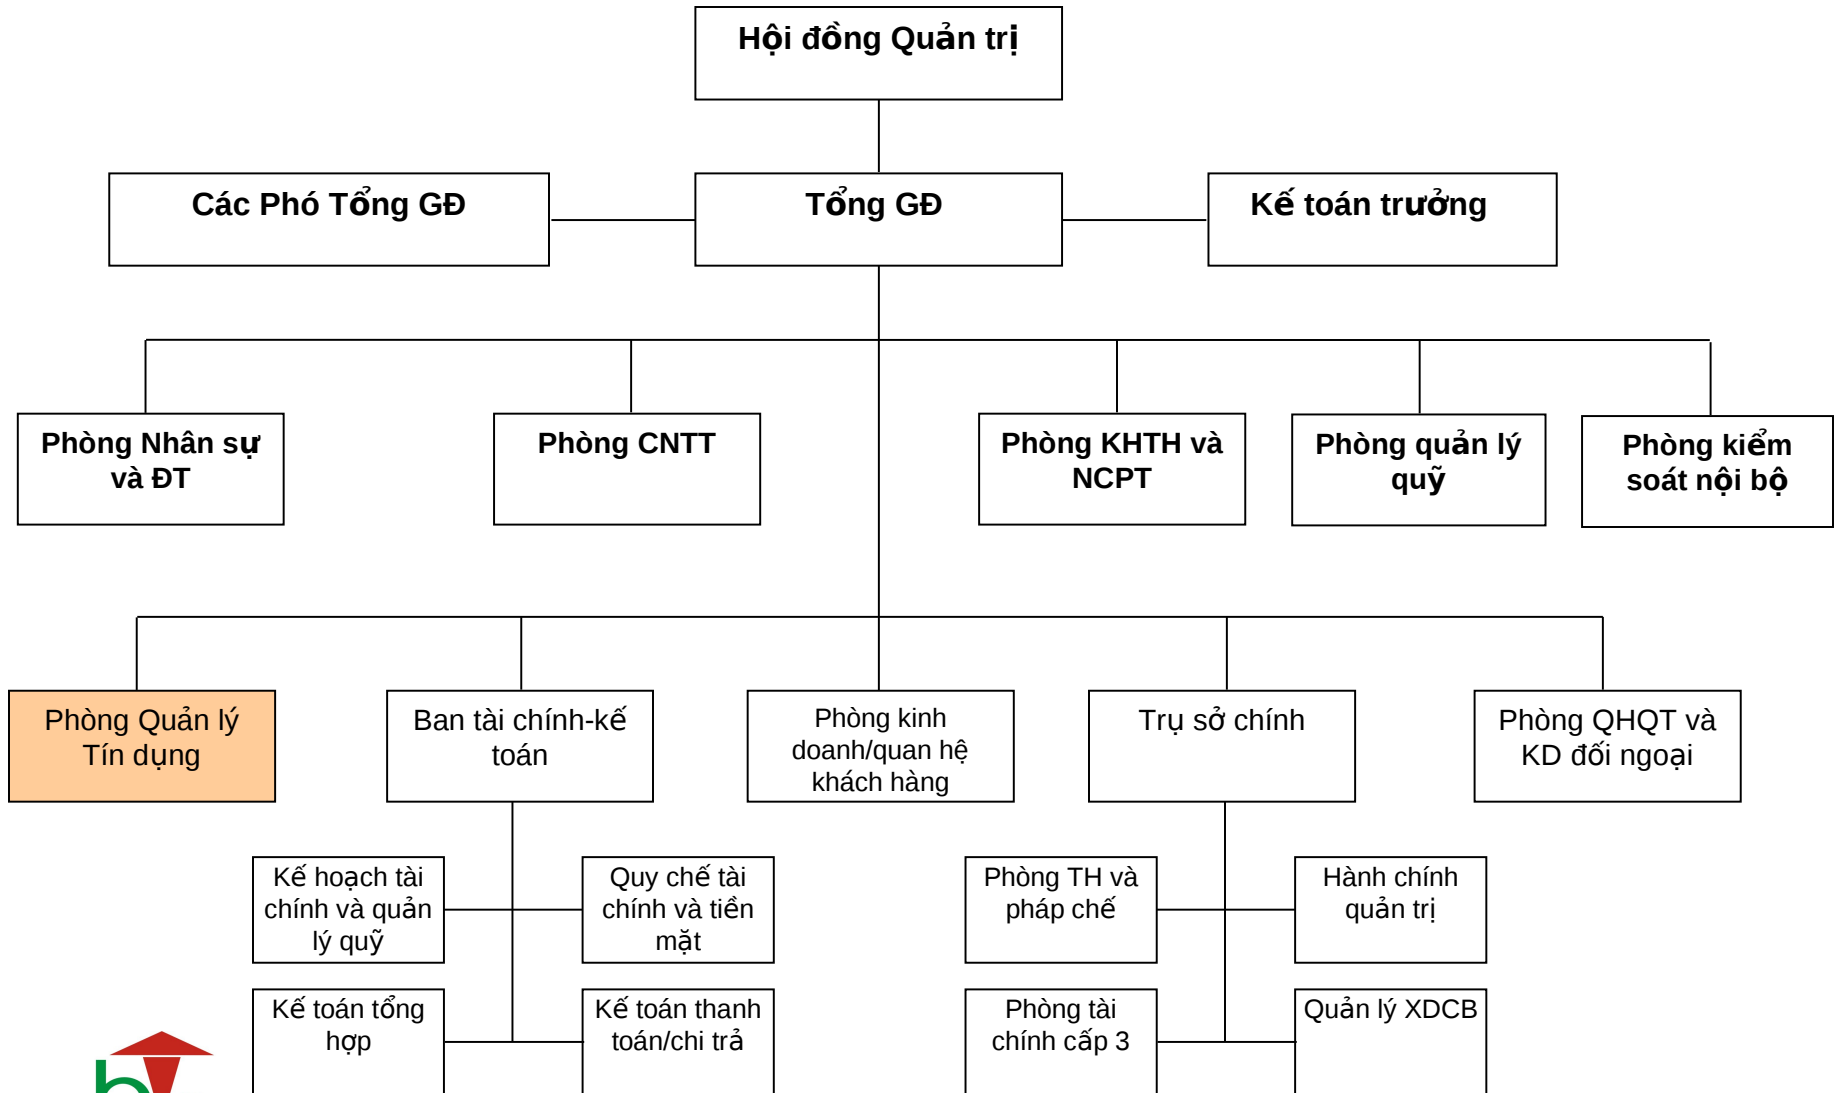 Hội đồng Quản trị
Các Phó Tổng GĐ
Tổng GĐ
Kế toán trưởng
Phòng Nhân sự
và ĐT
Phòng CNTT
Phòng KHTH và
NCPT
Phòng quản lý
quỹ
Phòng kiểm
soát nội bộ
Phòng Quản lý
Tín dụng
Ban tài chính-kế
toán
Phòng kinh
doanh/quan hệ
khách hàng
Trụ sở chính
Phòng QHQT và
KD đối ngoại
Kế hoạch tài
chính và quản
lý quỹ
Quy chế tài
chính và tiền
mặt
Phòng TH và
pháp chế
Hành chính
quản trị
Kế toán tổng
hợp
Kế toán thanh
toán/chi trả
Phòng tài
chính cấp 3
Quản lý XDCB